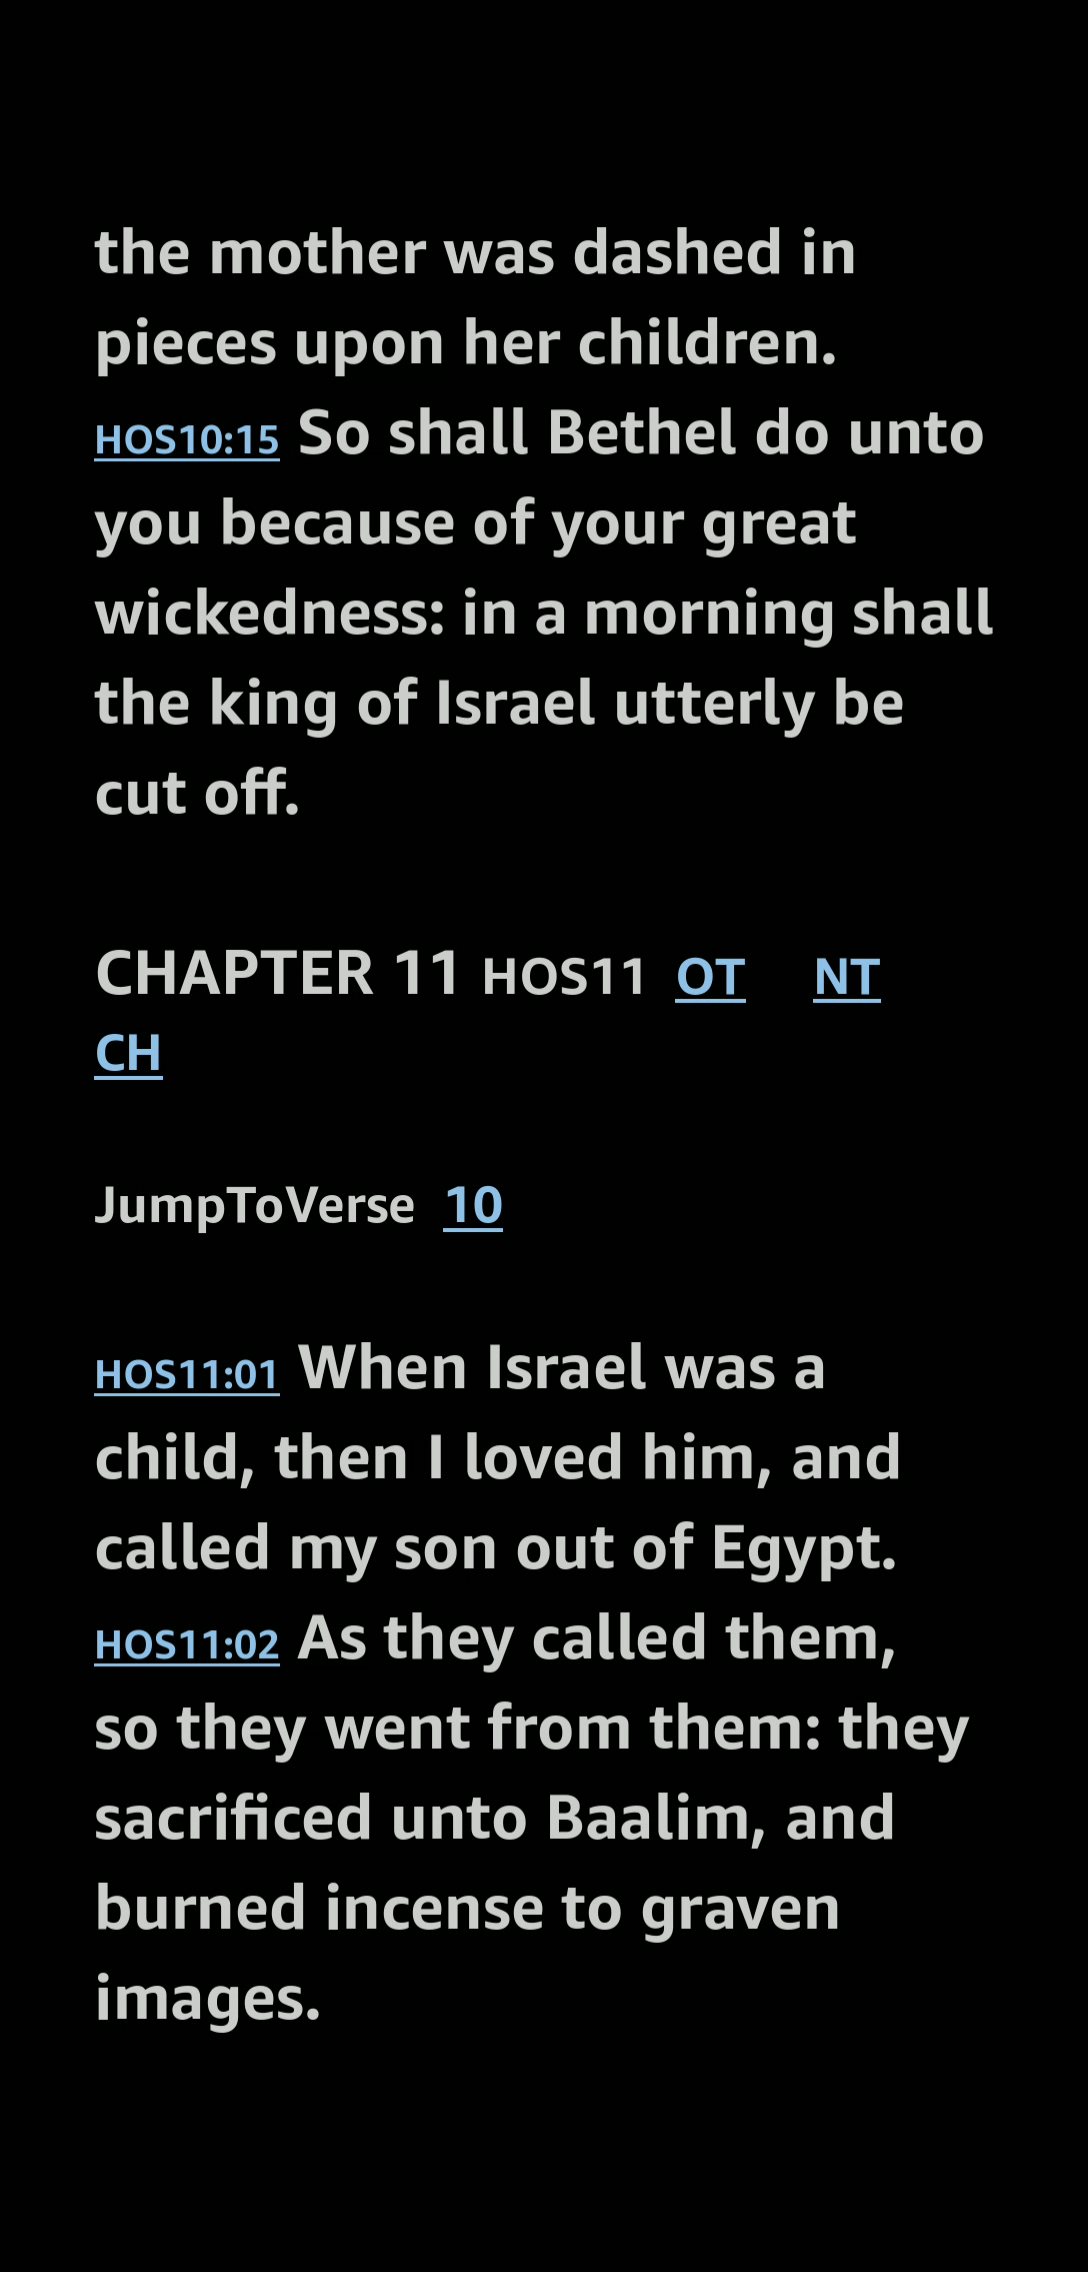 the mother was dashed in
pieces upon her children.
HOS10:15 So shall Bethel do unto
you because of your great
wickedness: in a morning shall
the king of Israel utterly be
cut off.
CHAPTER 11 HOS11 OT NT
CH
JumpToVerse 10
HOS11:01 When Israel was a
child, then I loved him, and
called my son out of Egypt.
HOS11:02 As they called them,
so they went from them: they
sacrificed unto Baalim, and
burned incense to graven
images.